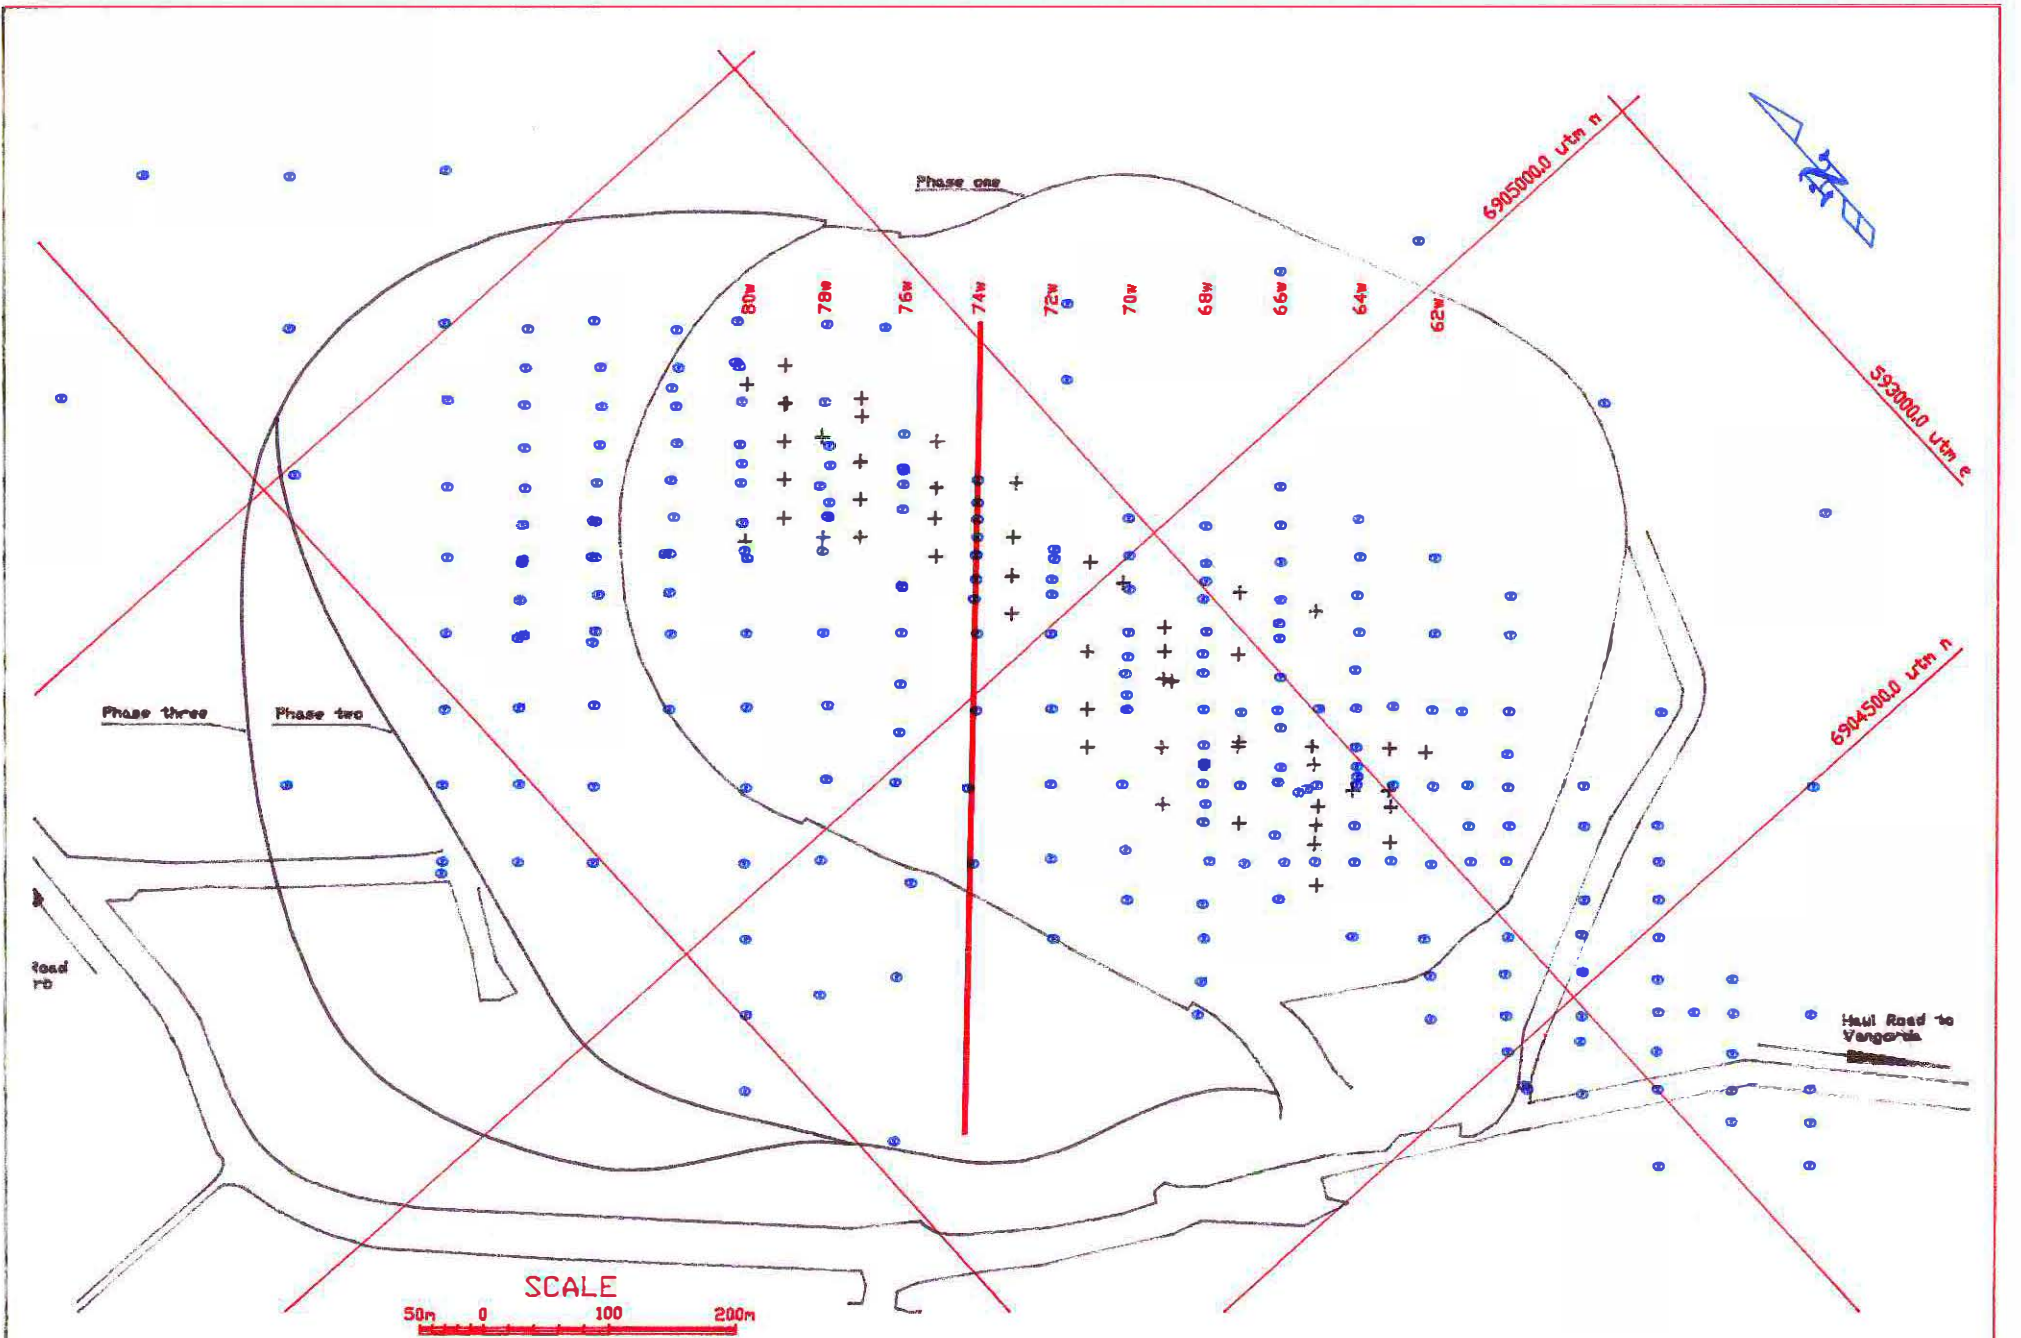 Phase one
6905000.0 utm n
N
80w
78w
76w
74w
72w
70w
68w
66w
64w
62w
593000.0 utm e
6904500.0 utm n
Phase three
Phase two
Road
Haul Road to
SCALE
50m 0 100 200m